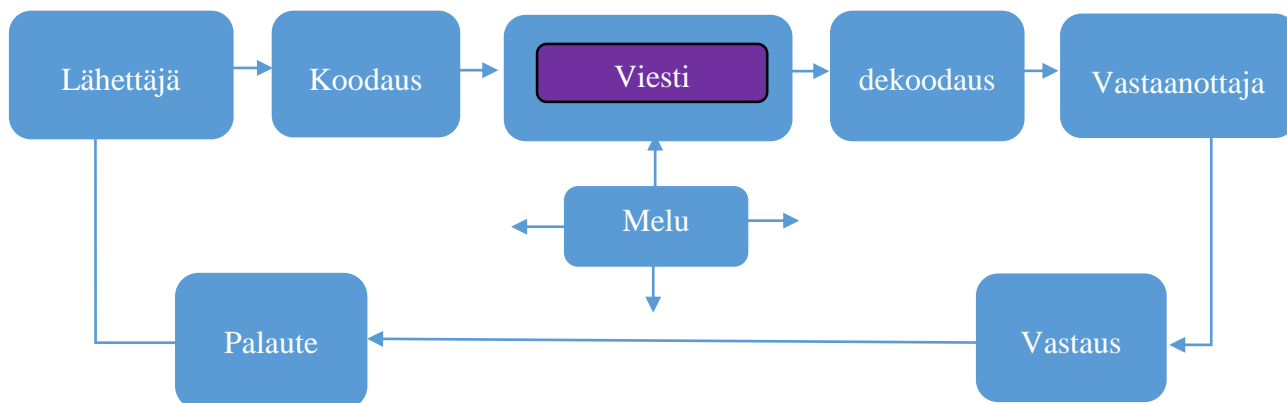 Lähettäjä
Koodaus
Viesti
dekoodaus
Vastaanottaja
Melu
Palaute
Vastaus